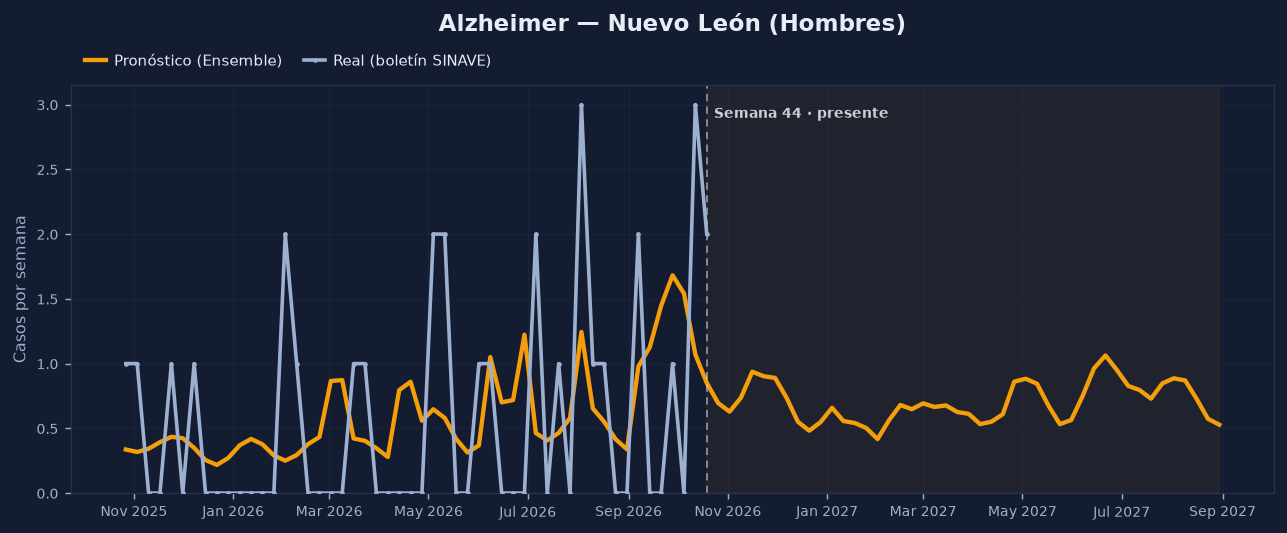 Alzheimer — Nuevo León (Hombres)
Pronóstico (Ensemble)
Real (boletín SINAVE)
Semana 44 · presente
Casos por semana
3.0
2.5
2.0
1.5
1.0
0.5
0.0
Nov 2025
Jan 2026
Mar 2026
May 2026
Jul 2026
Sep 2026
Nov 2026
Jan 2027
Mar 2027
May 2027
Jul 2027
Sep 2027